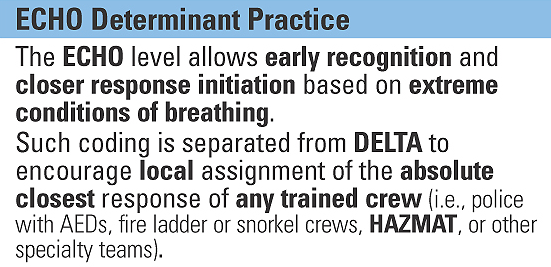 ECHO Determinant Practice
The ECHO level allows early recognition and
closer response initiation based on extreme
conditions of breathing.
Such coding is separated from DELTA to
encourage local assignment of the absolute
closest response of any trained crew (i.e., police
with AEDs, fire ladder or snorkel crews, HAZMAT, or other
specialty teams).